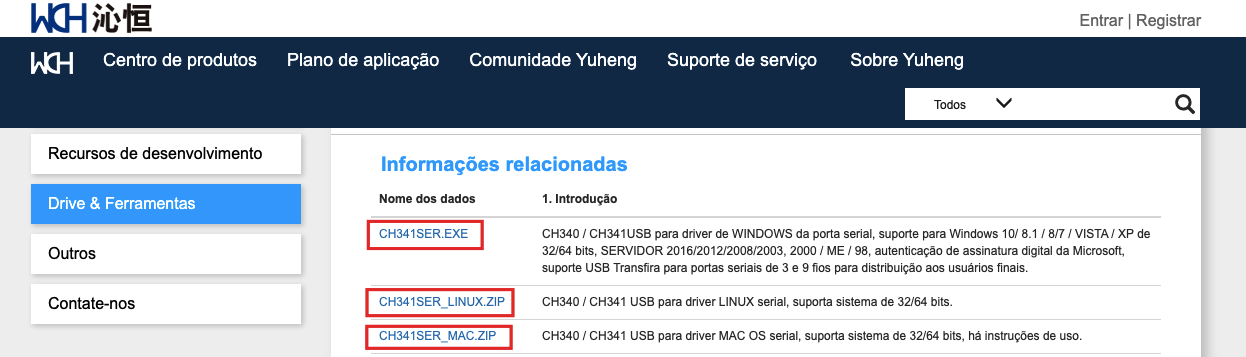 WCH 沁恒
Entrar | Registrar
WCH Centro de produtos Plano de aplicação Comunidade Yuheng Suporte de serviço Sobre Yuheng
Todos
Recursos de desenvolvimento
Drive & Ferramentas
Outros
Contate-nos
Informações relacionadas
Nome dos dados 1. Introdução
CH341SER.EXE CH340 / CH341USB para driver de WINDOWS da porta serial, suporte para Windows 10/ 8.1 / 8/7 / VISTA / XP de
32/64 bits, SERVIDOR 2016/2012/2008/2003, 2000 / ME / 98, autenticação de assinatura digital da Microsoft,
suporte USB Transfira para portas seriais de 3 e 9 fios para distribuição aos usuários finais.
CH341SER_LINUX.ZIP CH340 / CH341 USB para driver LINUX serial, suporta sistema de 32/64 bits.
CH341SER_MAC.ZIP CH340 / CH341 USB para driver MAC OS serial, suporta sistema de 32/64 bits, há instruções de uso.